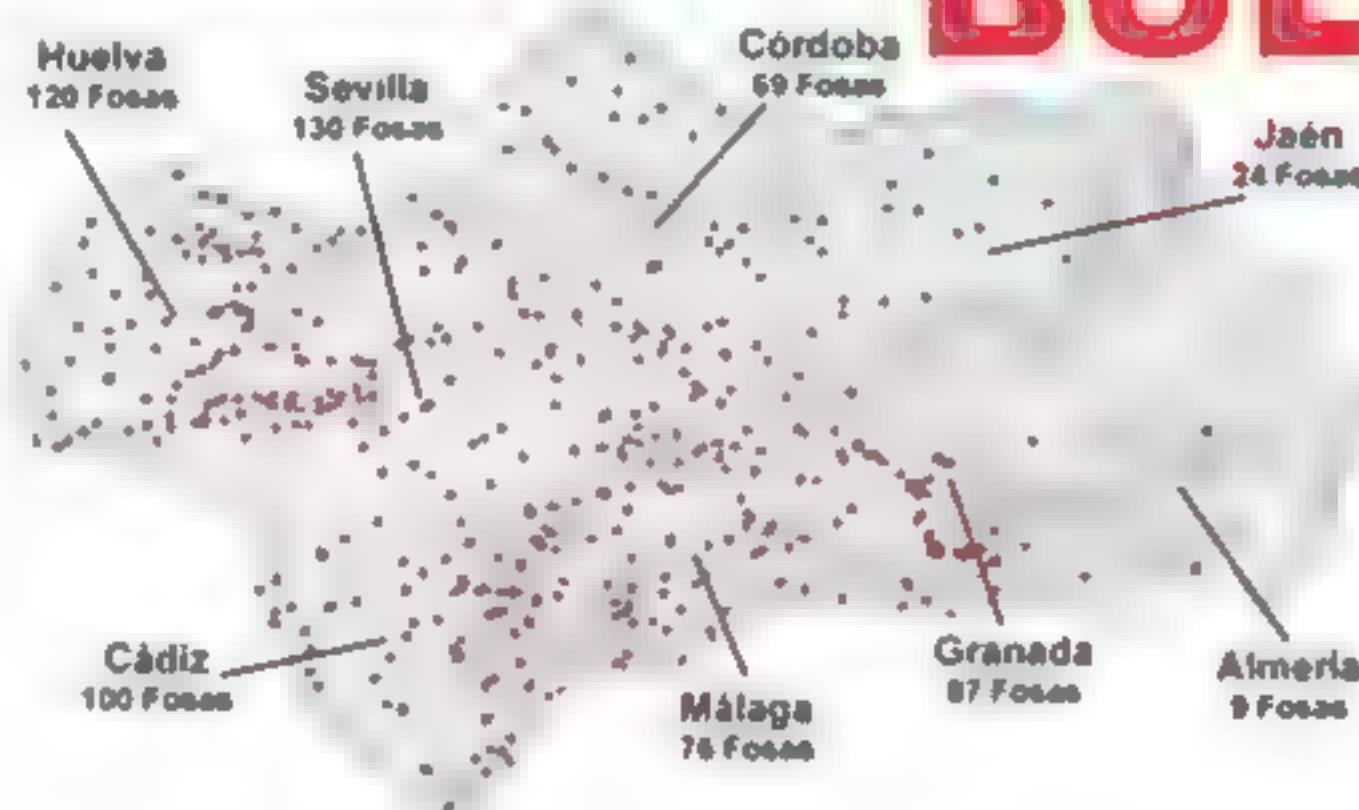 BOL
Huelva
120 Fosas
Sevilla
130 Fosas
Córdoba
69 Fosas
Jaén
24 Fosas
Cádiz
100 Fosas
Málaga
76 Fosas
Granada
87 Fosas
Almería
9 Fosas